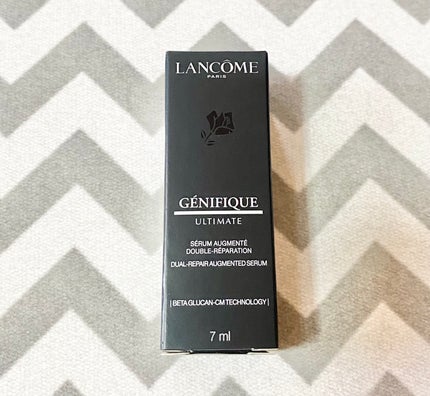 LANCÔME
PARIS
GÉNIFIQUE
ULTIMATE
SÉRUM AUGMENTÉ
DOUBLE-RÉPARATION
DUAL-REPAIR AUGMENTED SERUM
| BETA GLUCAN-CM TECHNOLOGY |
7 ml